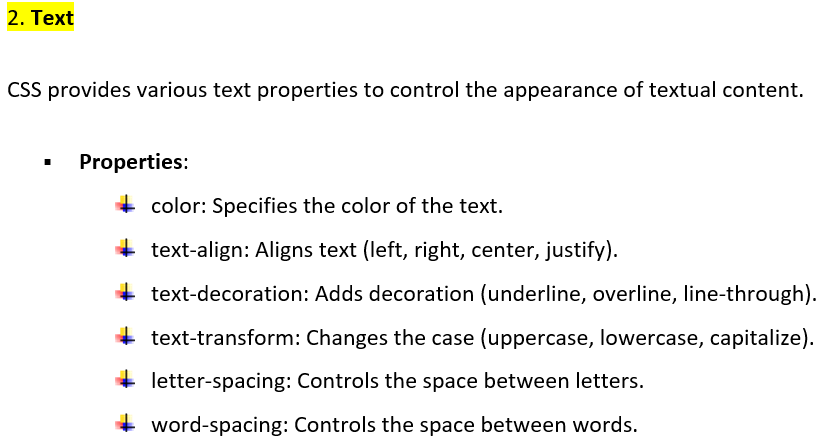 2. Text
CSS provides various text properties to control the appearance of textual content.
▪ Properties:
color: Specifies the color of the text.
text-align: Aligns text (left, right, center, justify).
text-decoration: Adds decoration (underline, overline, line-through).
text-transform: Changes the case (uppercase, lowercase, capitalize).
letter-spacing: Controls the space between letters.
word-spacing: Controls the space between words.